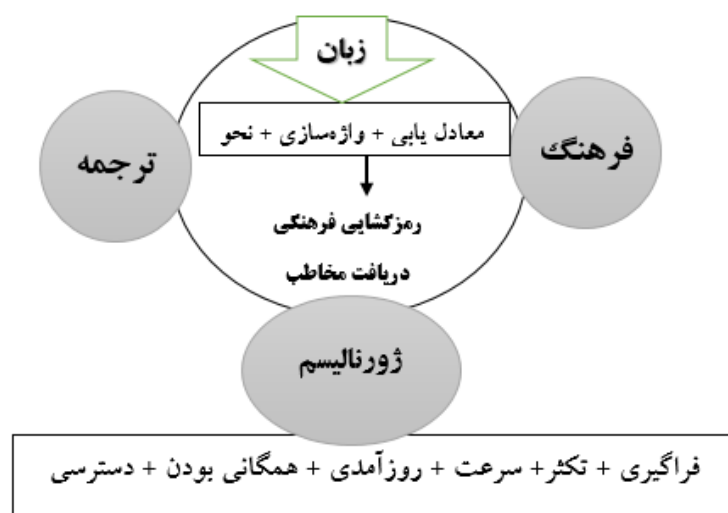 زبان
معادل یابی + واژه‌سازی + نحو
فرهنگ
ترجمه
رمزگشایی فرهنگی
دریافت مخاطب
ژورنالیسم
فراگیری + تکثر+ سرعت + روزآمدی + همگانی بودن + دسترسی